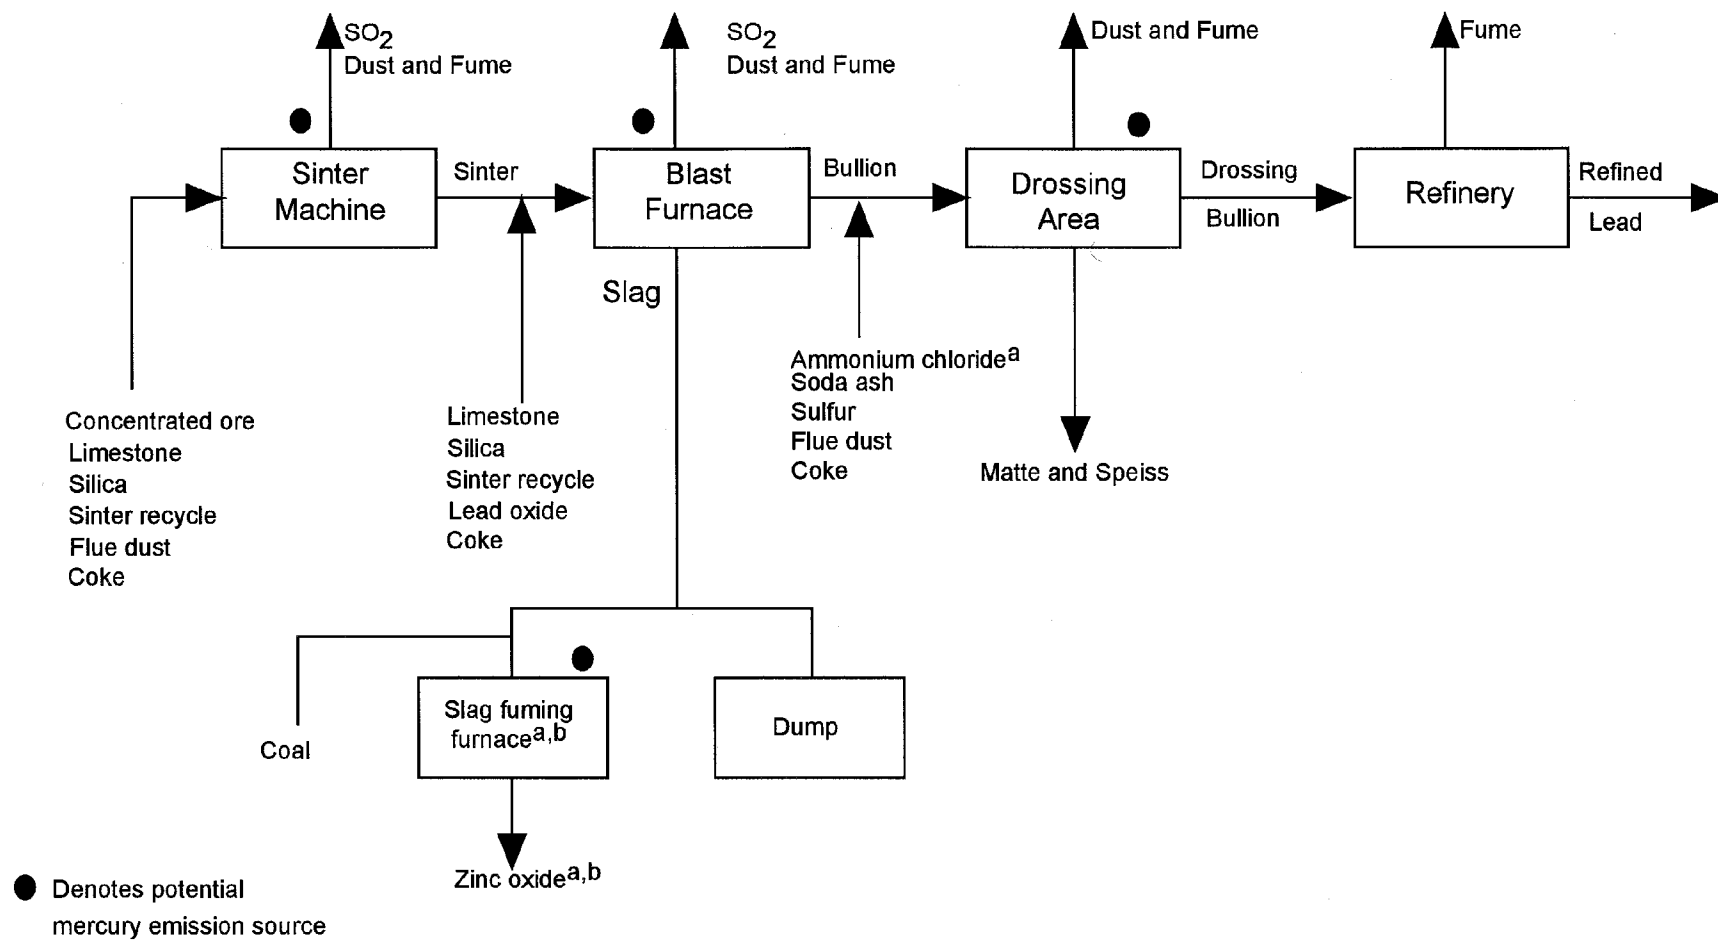 SO2
Dust and Fume
SO2
Dust and Fume
Dust and Fume
Fume
Sinter
Machine
Sinter
Blast
Furnace
Bullion
Drossing
Area
Drossing
Bullion
Refinery
Refined
Lead
Slag
Concentrated ore
Limestone
Silica
Sinter recycle
Flue dust
Coke
Limestone
Silica
Sinter recycle
Lead oxide
Coke
Ammonium chloride a
Soda ash
Sulfur
Flue dust
Coke
Matte and Speiss
Coal
Slag fuming
furnace a,b
Dump
Zinc oxide a,b
Denotes potential
mercury emission source